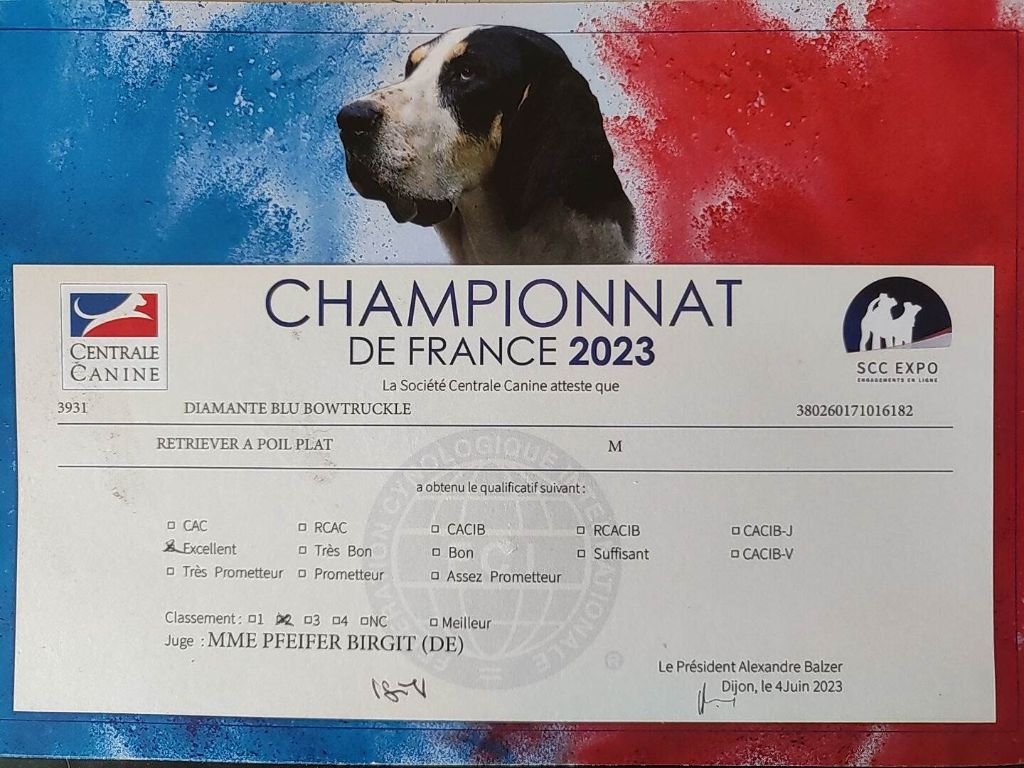 CHAMPIONNAT
DE FRANCE 2023
CENTRALE
CANINE
SCC EXPO
ENGAGEMENTS EN LIGNE
La Société Centrale Canine atteste que
3931 DIAMANTE BLU BOWTRUCKLE 380260171016182
RETRIEVER A POIL PLAT M
a obtenu le qualificatif suivant :
CAC RCAC CACIB RCACIB CACIB-J
Excellent Très Bon Bon Suffisant CACIB-V
Très Prometteur Prometteur Assez Prometteur
Classement : 1 2 3 4 NC Meilleur
Juge : MME PFEIFER BIRGIT (DE)
Le Président Alexandre Balzer
Dijon, le 4Juin 2023